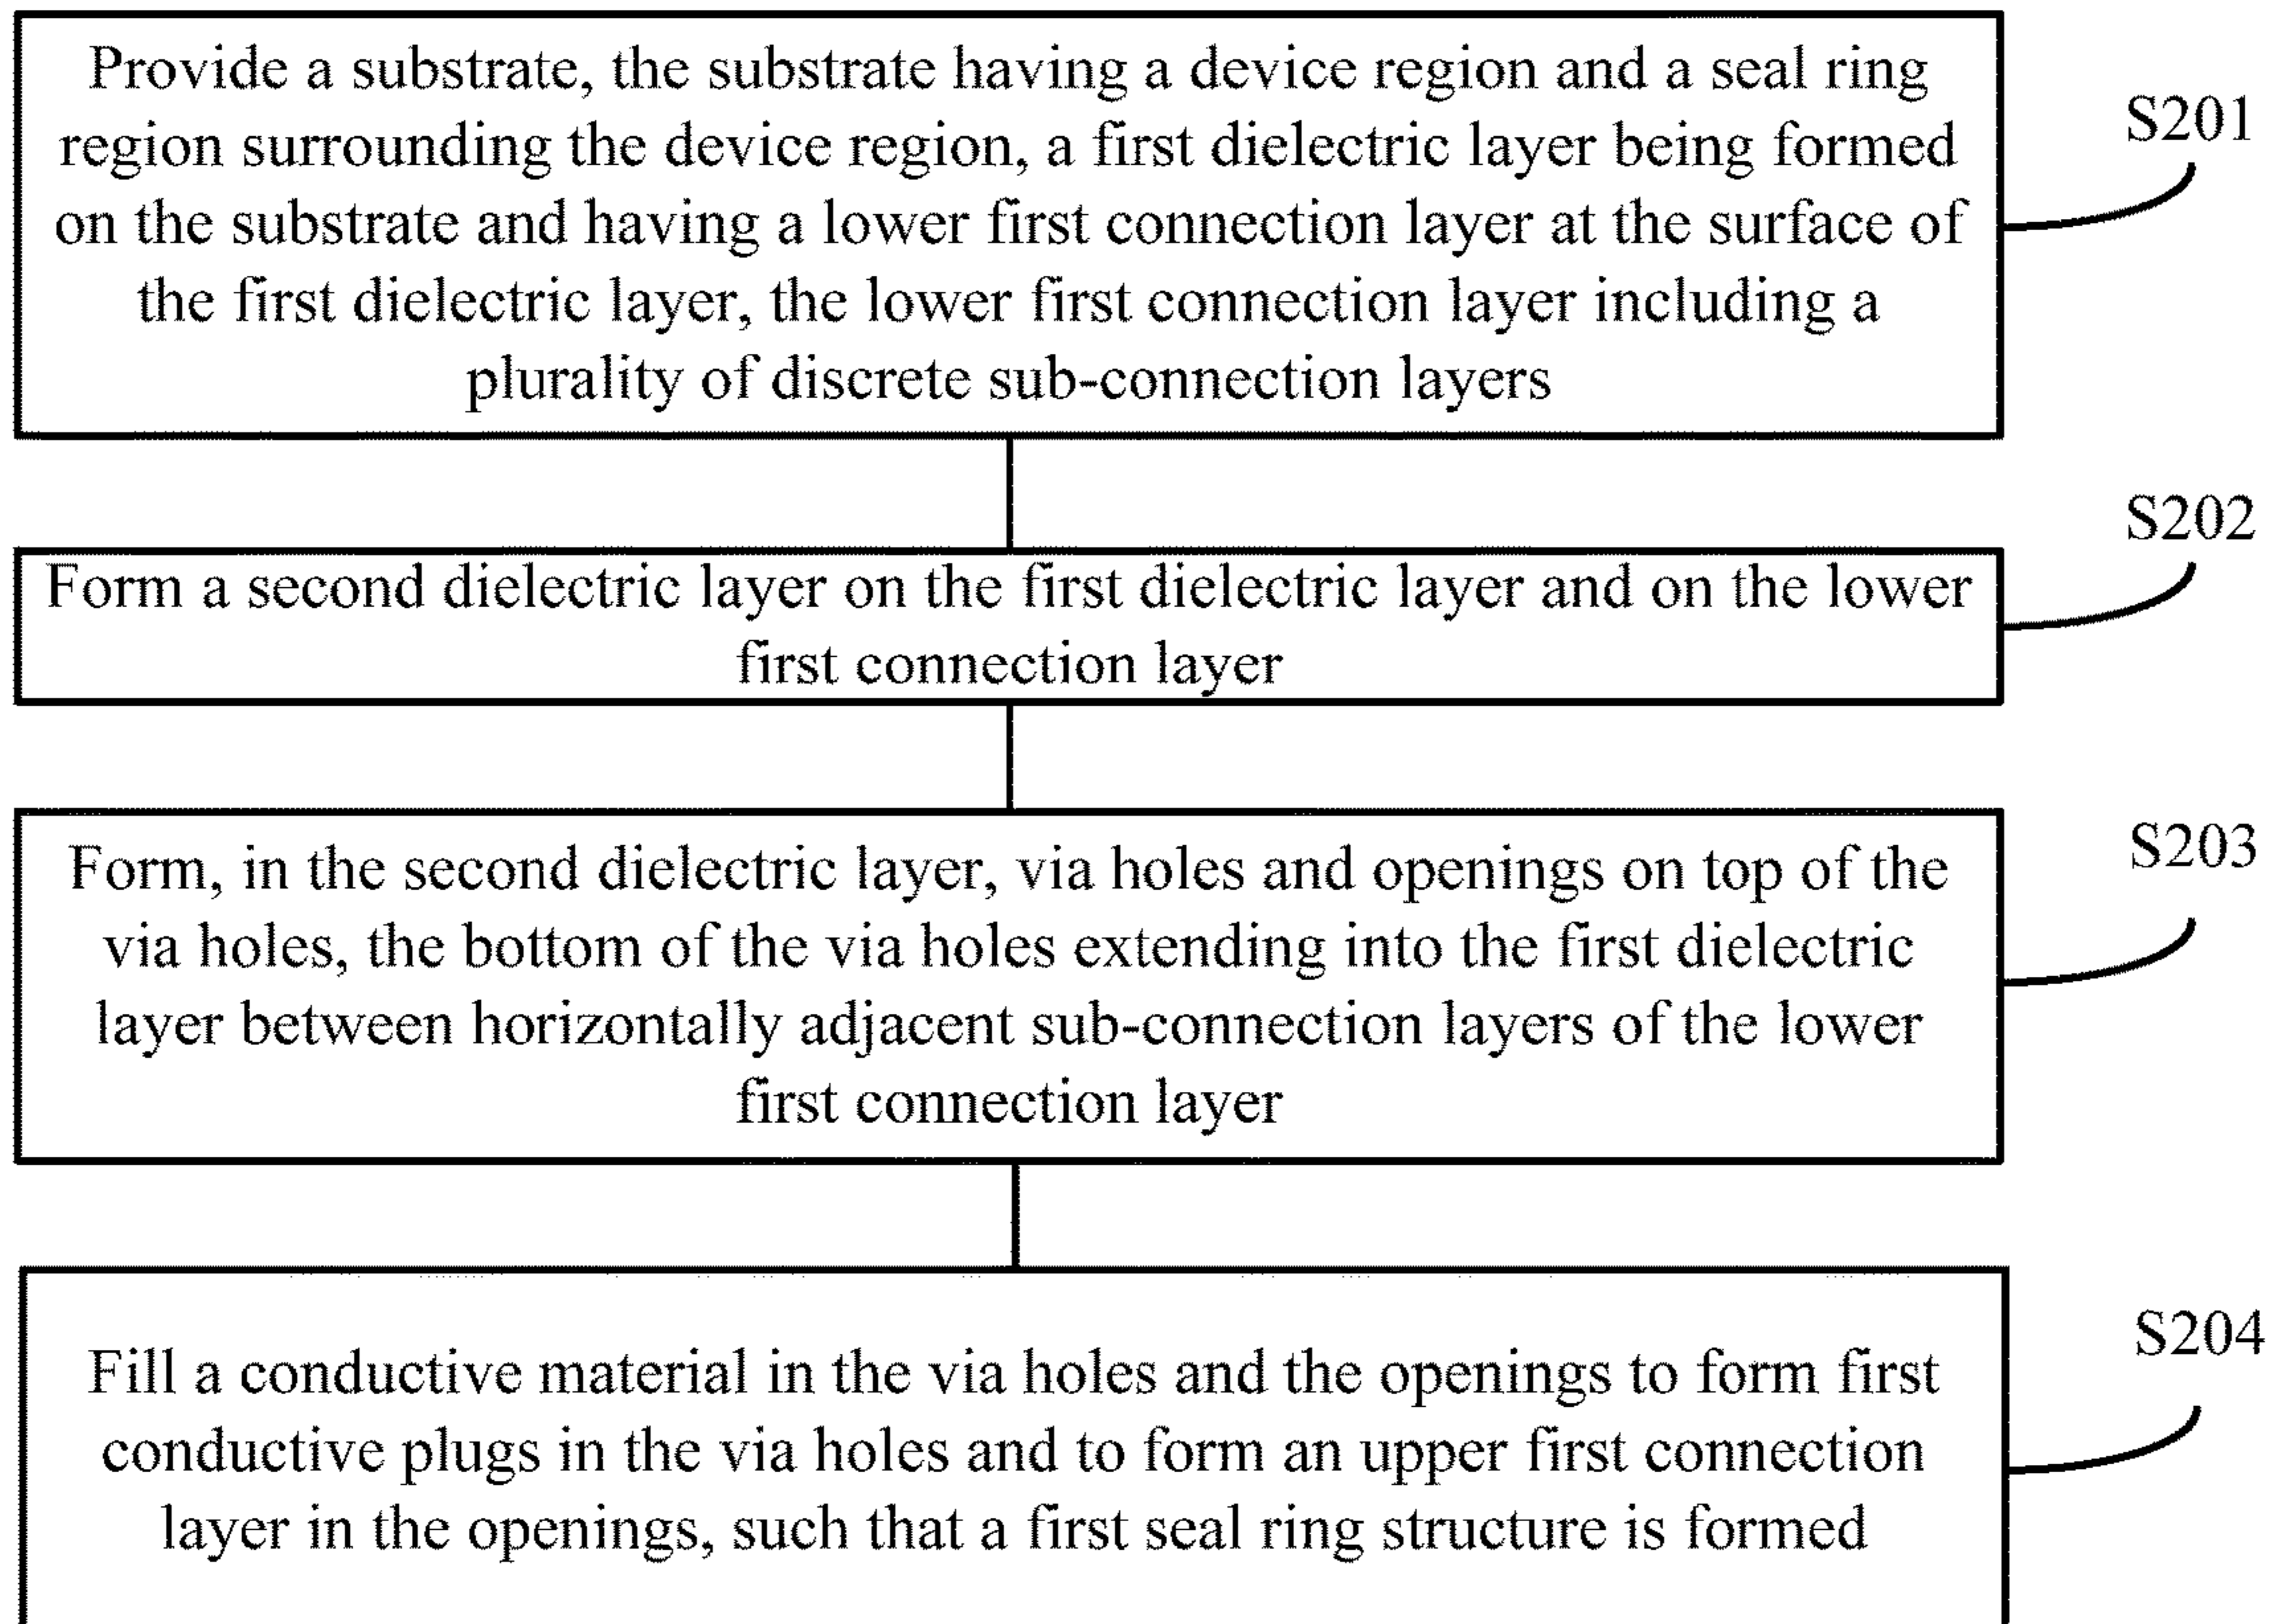 Provide a substrate, the substrate having a device region and a seal ring
region surrounding the device region, a first dielectric layer being formed
on the substrate and having a lower first connection layer at the surface of
the first dielectric layer, the lower first connection layer including a
plurality of discrete sub-connection layers
S201
S202
Form a second dielectric layer on the first dielectric layer and on the lower
first connection layer
S203
Form, in the second dielectric layer, via holes and openings on top of the
via holes, the bottom of the via holes extending into the first dielectric
layer between horizontally adjacent sub-connection layers of the lower
first connection layer
S204
Fill a conductive material in the via holes and the openings to form first
conductive plugs in the via holes and to form an upper first connection
layer in the openings, such that a first seal ring structure is formed